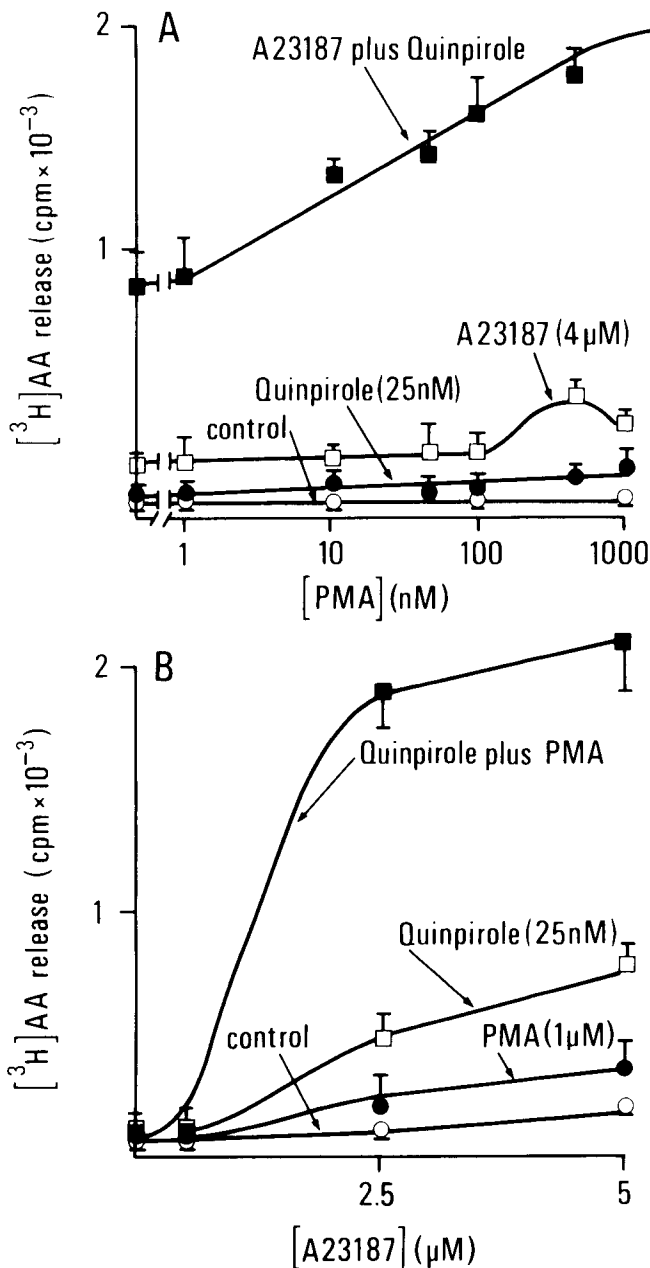 A
2
A23187 plus Quinpirole
1
[³H]AA release (cpm × 10⁻³)
A23187 (4 μM)
Quinpirole (25nM)
control
1 10 100 1000
[PMA] (nM)
B
2
Quinpirole plus PMA
1
[³H]AA release (cpm × 10⁻³)
Quinpirole (25nM)
control
PMA (1μM)
2.5 5
[A23187] (μM)